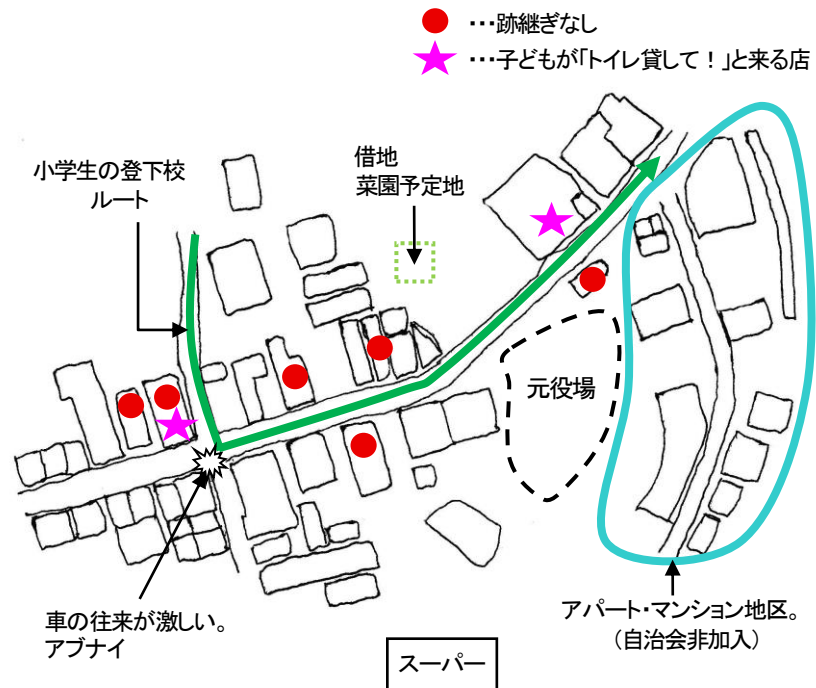 …跡継ぎなし
…子どもが「トイレ貸して！」と来る店
小学生の登下校
ルート
借地
菜園予定地
元役場
車の往来が激しい。
アブナイ
スーパー
アパート・マンション地区。
（自治会非加入）